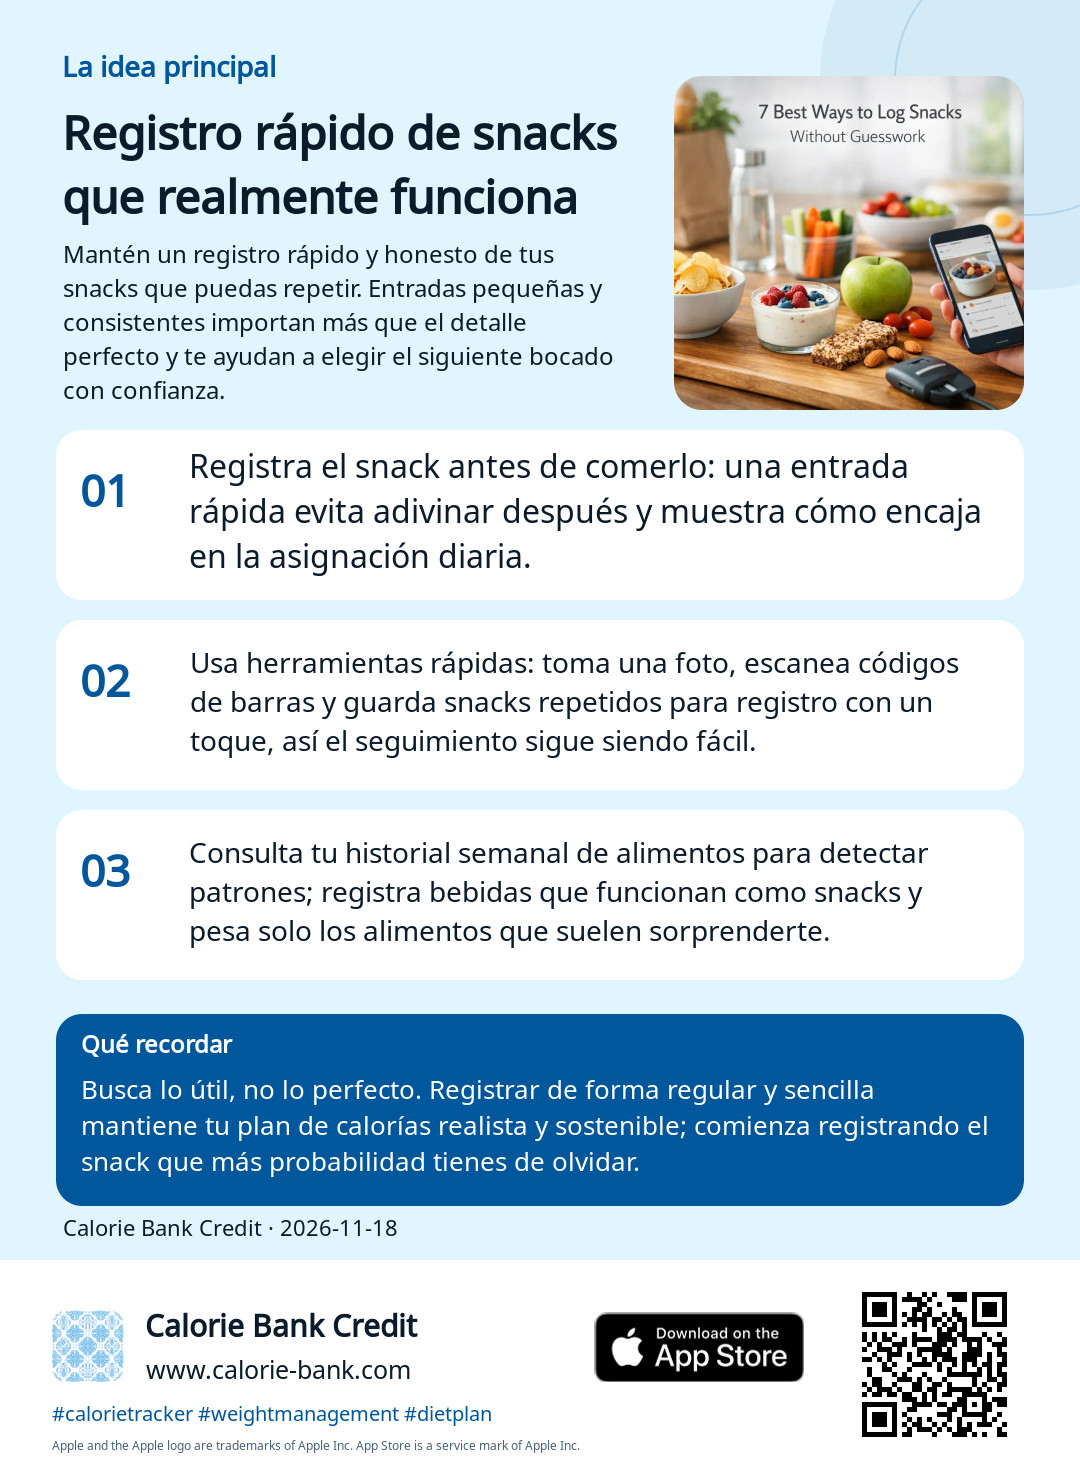 La idea principal
Registro rápido de snacks
que realmente funciona
Mantén un registro rápido y honesto de tus
snacks que puedas repetir. Entradas pequeñas y
consistentes importan más que el detalle
perfecto y te ayudan a elegir el siguiente bocado
con confianza.
7 Best Ways to Log Snacks
Without Guesswork
01
Registra el snack antes de comerlo: una entrada
rápida evita adivinar después y muestra cómo encaja
en la asignación diaria.
02
Usa herramientas rápidas: toma una foto, escanea códigos
de barras y guarda snacks repetidos para registro con un
toque, así el seguimiento sigue siendo fácil.
03
Consulta tu historial semanal de alimentos para detectar
patrones; registra bebidas que funcionan como snacks y
pesa solo los alimentos que suelen sorprenderte.
Qué recordar
Busca lo útil, no lo perfecto. Registrar de forma regular y sencilla
mantiene tu plan de calorías realista y sostenible; comienza registrando el
snack que más probabilidad tienes de olvidar.
Calorie Bank Credit · 2026-11-18
Calorie Bank Credit
www.calorie-bank.com
Download on the
App Store
#calorietracker #weightmanagement #dietplan
Apple and the Apple logo are trademarks of Apple Inc. App Store is a service mark of Apple Inc.